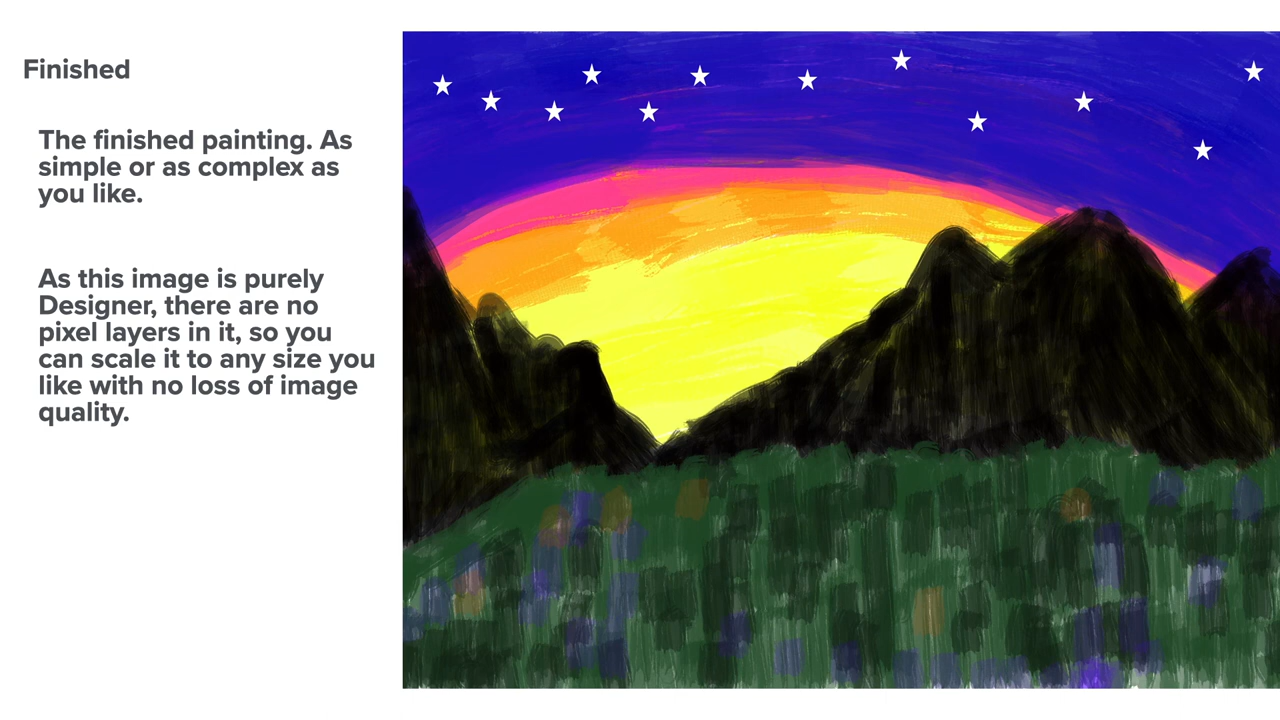 Finished
The finished painting. As
simple or as complex as
you like.
As this image is purely
Designer, there are no
pixel layers in it, so you
can scale it to any size you
like with no loss of image
quality.